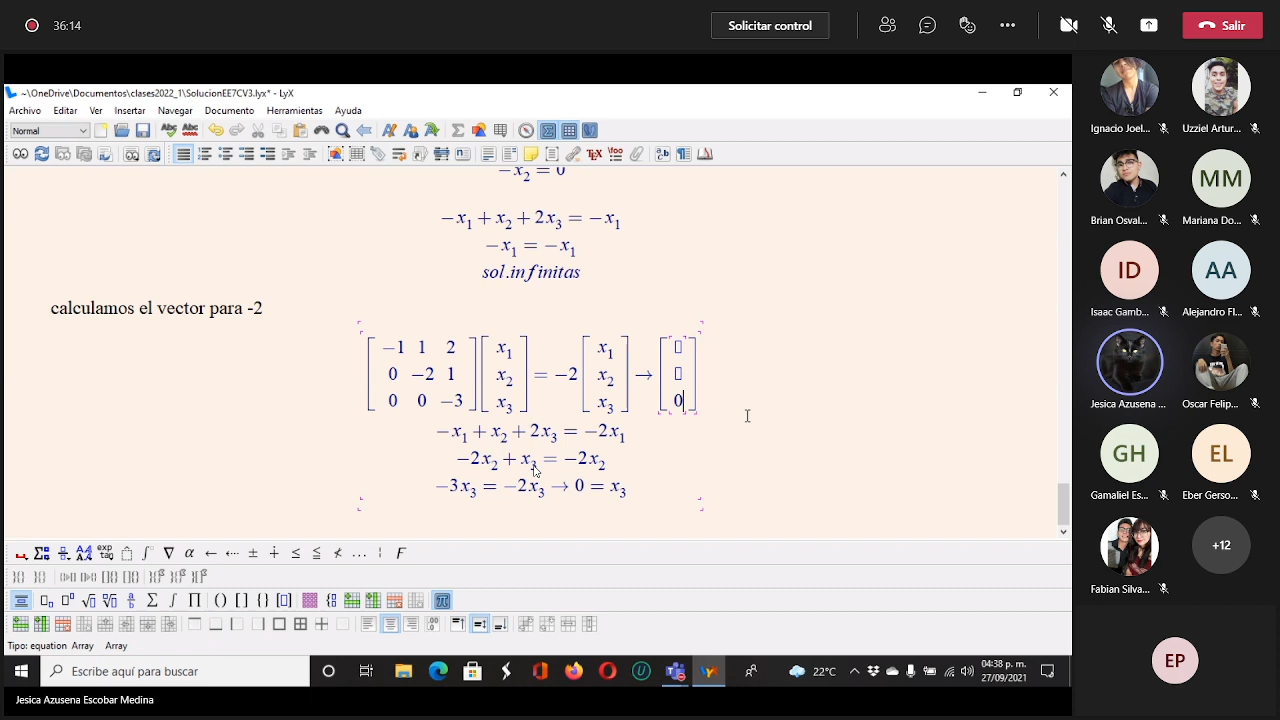 36:14
Solicitar control
Salir
~\OneDrive\Documentos\clases2022_1\SolucionEE7CV3.lyx* - LyX
Archivo Editar Ver Insertar Navegar Documento Herramientas Ayuda
Normal
−x₂ = 0
−x₁ + x₂ + 2x₃ = −x₁
−x₁ = −x₁
sol.infinitas
calculamos el vector para -2
[−1 1 2] [x₁] [x₁] [▯]
[0 −2 1] [x₂] = −2 [x₂] → [▯]
[0 0 −3] [x₃] [x₃] [0]
−x₁ + x₂ + 2x₃ = −2x₁
−2x₂ + x₃ = −2x₂
−3x₃ = −2x₃ → 0 = x₃
Tipo: equation Array Array
Escribe aquí para buscar
22°C
04:38 p. m.
27/09/2021
Jesica Azusena Escobar Medina
Ignacio Joel...
Uzziel Artur...
Brian Osval...
MM
Mariana Do...
ID
Isaac Gamb...
AA
Alejandro Fl...
Jesica Azusena ...
Oscar Felip...
GH
Gamaliel Es...
EL
Eber Gerso...
Fabian Silva...
+12
EP